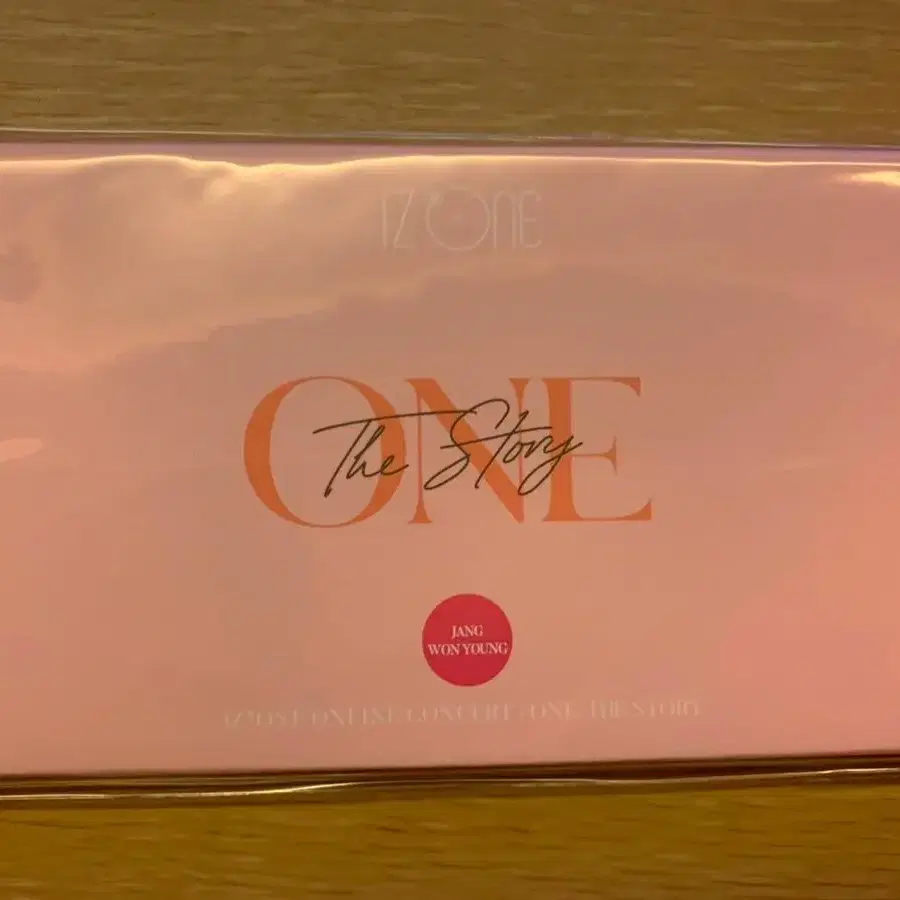 IZ*ONE
ONE
The Story
JANG
WON YOUNG
IZ*ONE ONLINE CONCERT : ONE, THE STORY